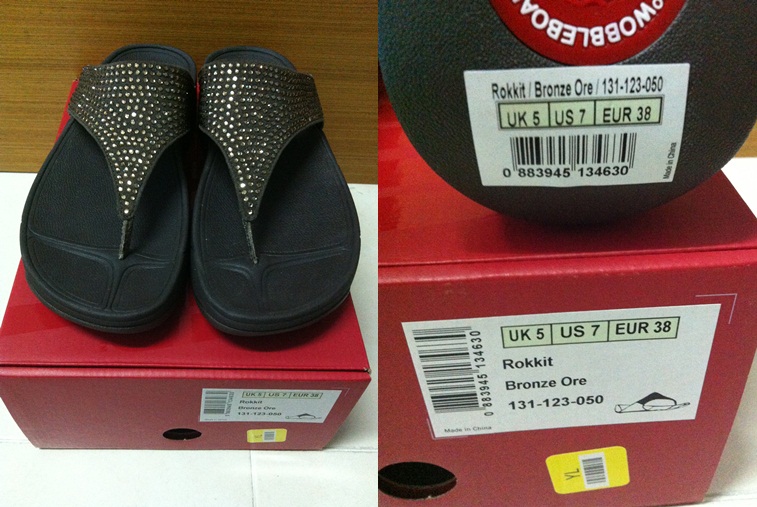 UK 5 US 7 EUR 38
Rokkit
Bronze Ore
131-123-050
°WOBBLEBOA
Rokkit / Bronze Ore / 131-123-050
UK 5 US 7 EUR 38
0 883945 134630
Made in China
0 883945 134630
UK 5 US 7 EUR 38
Rokkit
Bronze Ore
131-123-050
Made in China
YL